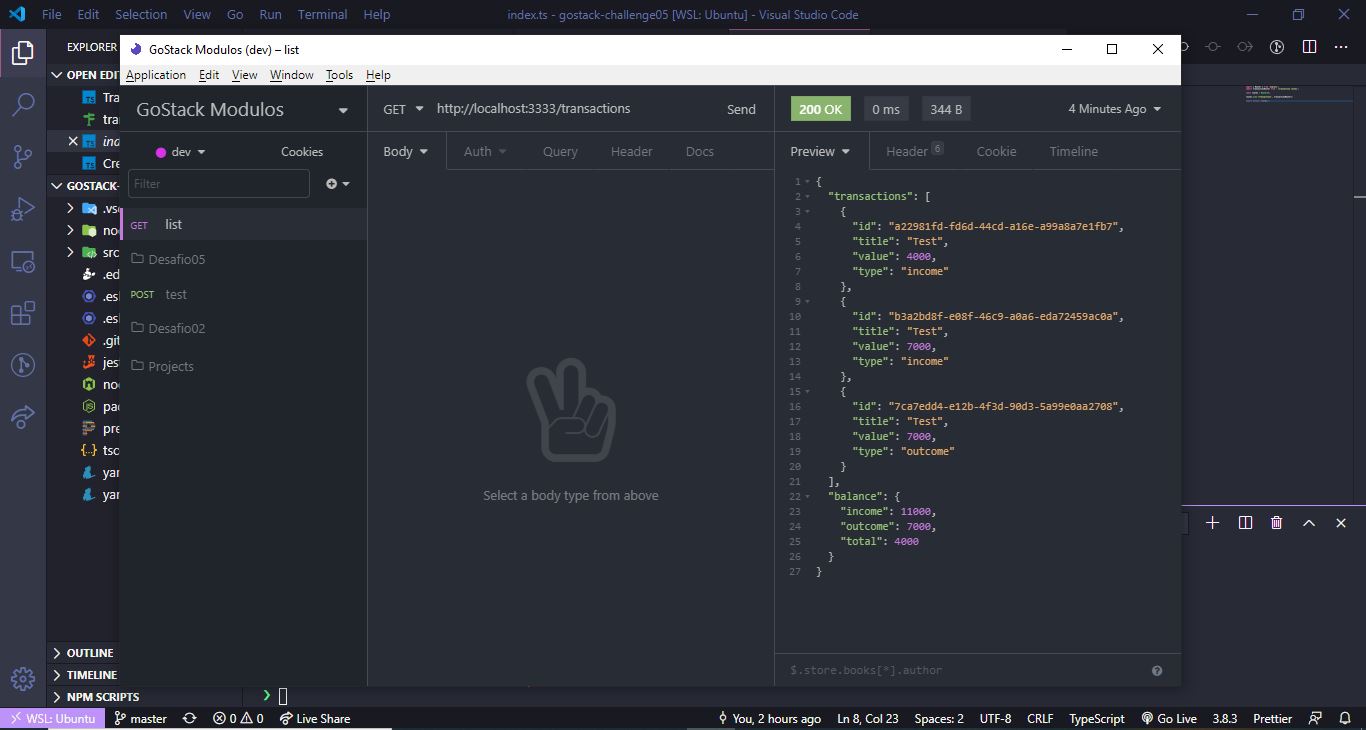 File Edit Selection View Go Run Terminal Help
index.ts - gostack-challenge05 [WSL: Ubuntu] - Visual Studio Code
EXPLORER
OPEN EDIT
TS Tra
tra
TS ind
TS Cre
GOSTACK-
.vsc
no
src
.ed
.esl
.esl
.git
jest
no
pac
pre
{..} tsc
yar
yar
OUTLINE
TIMELINE
NPM SCRIPTS
GoStack Modulos (dev) – list
Application Edit View Window Tools Help
GoStack Modulos
dev
Cookies
Filter
GET list
Desafio05
POST test
Desafio02
Projects
GET http://localhost:3333/transactions Send
Body Auth Query Header Docs
Select a body type from above
200 OK 0 ms 344 B 4 Minutes Ago
Preview Header 6 Cookie Timeline
1 {
2 "transactions": [
3 {
4 "id": "a22981fd-fd6d-44cd-a16e-a99a8a7e1fb7",
5 "title": "Test",
6 "value": 4000,
7 "type": "income"
8 },
9 {
10 "id": "b3a2bd8f-e08f-46c9-a0a6-eda72459ac0a",
11 "title": "Test",
12 "value": 7000,
13 "type": "income"
14 },
15 {
16 "id": "7ca7edd4-e12b-4f3d-90d3-5a99e0aa2708",
17 "title": "Test",
18 "value": 7000,
19 "type": "outcome"
20 }
21 ],
22 "balance": {
23 "income": 11000,
24 "outcome": 7000,
25 "total": 4000
26 }
27 }
$.store.books[*].author
WSL: Ubuntu master 0 0 Live Share You, 2 hours ago Ln 8, Col 23 Spaces: 2 UTF-8 CRLF TypeScript Go Live 3.8.3 Prettier